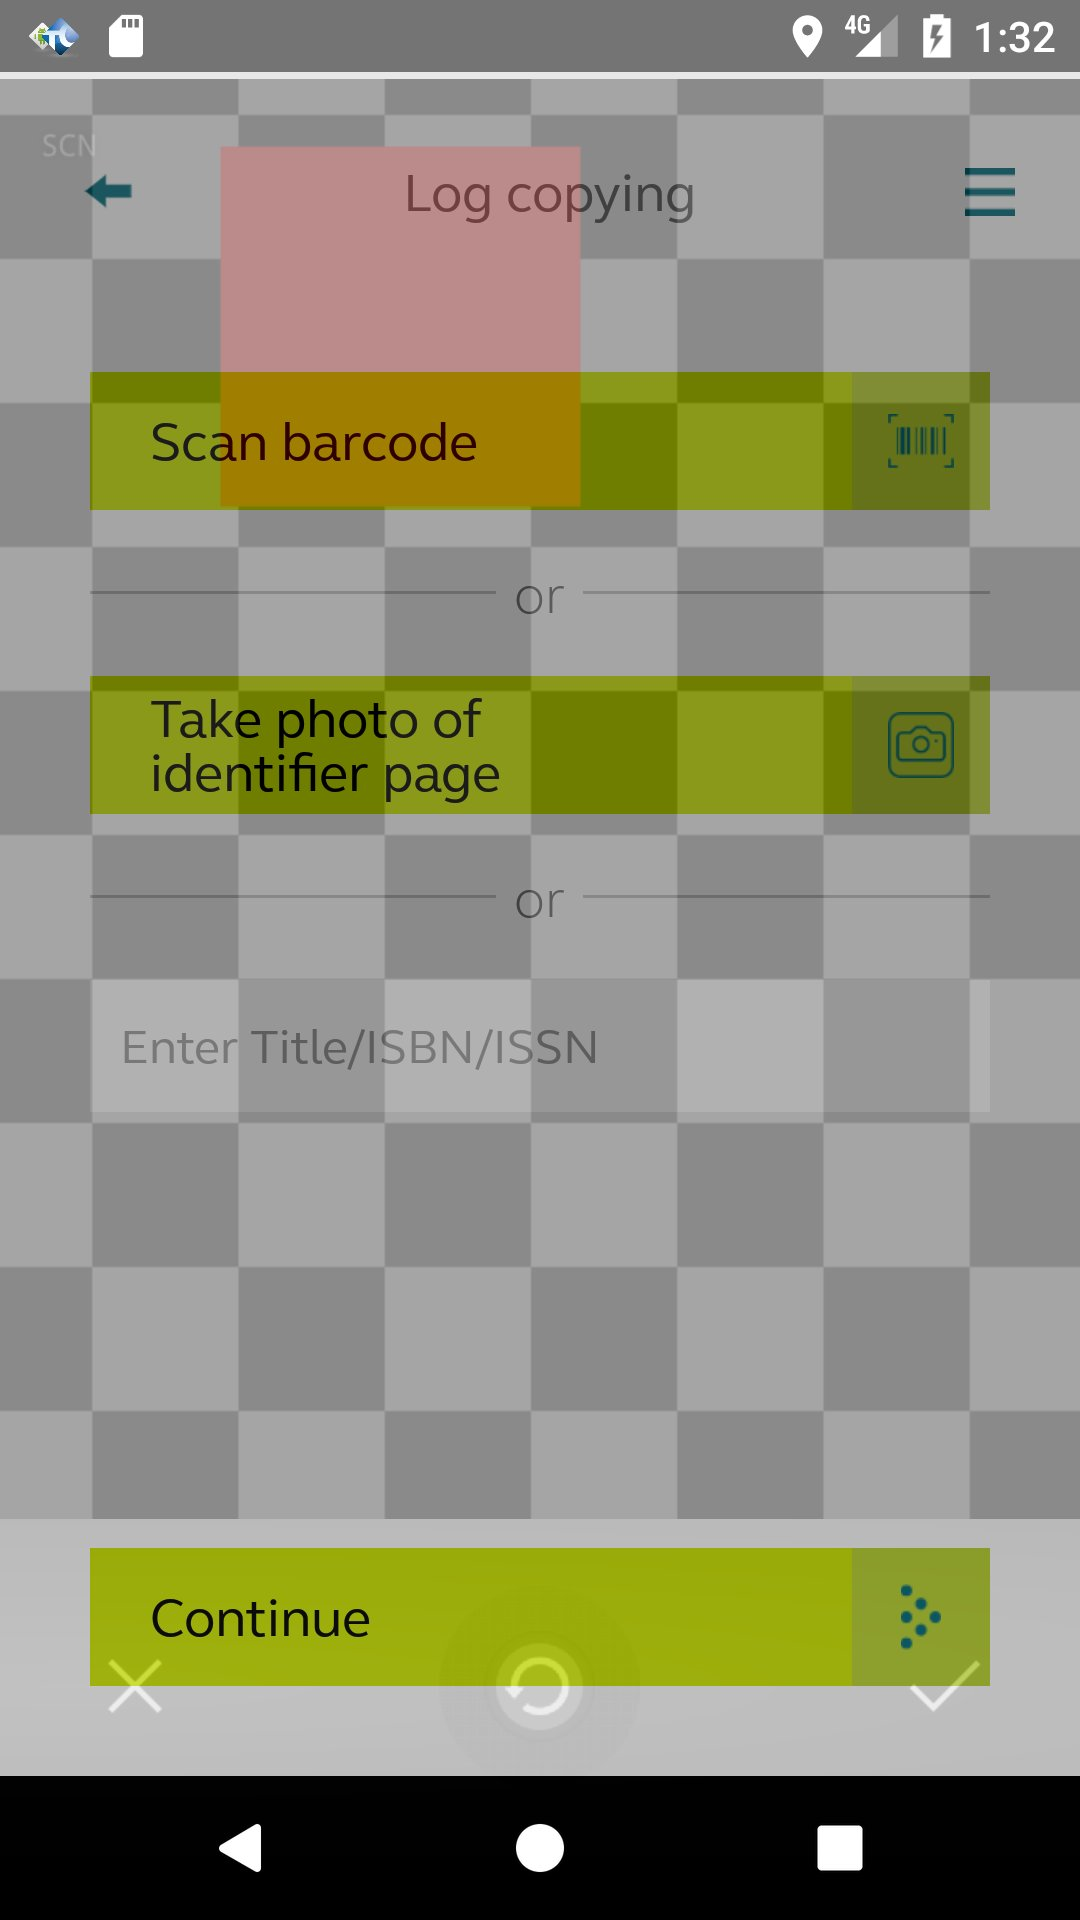 4G 1:32
SCN
Log copying
Scan barcode
or
Take photo of
identifier page
or
Enter Title/ISBN/ISSN
Continue